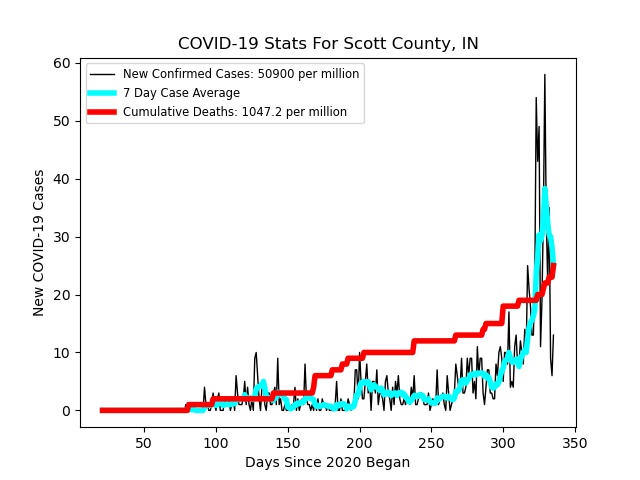 COVID-19 Stats For Scott County, IN
New Confirmed Cases: 50900 per million
7 Day Case Average
Cumulative Deaths: 1047.2 per million
New COVID-19 Cases
60
50
40
30
20
10
0
50
100
150
200
250
300
350
Days Since 2020 Began